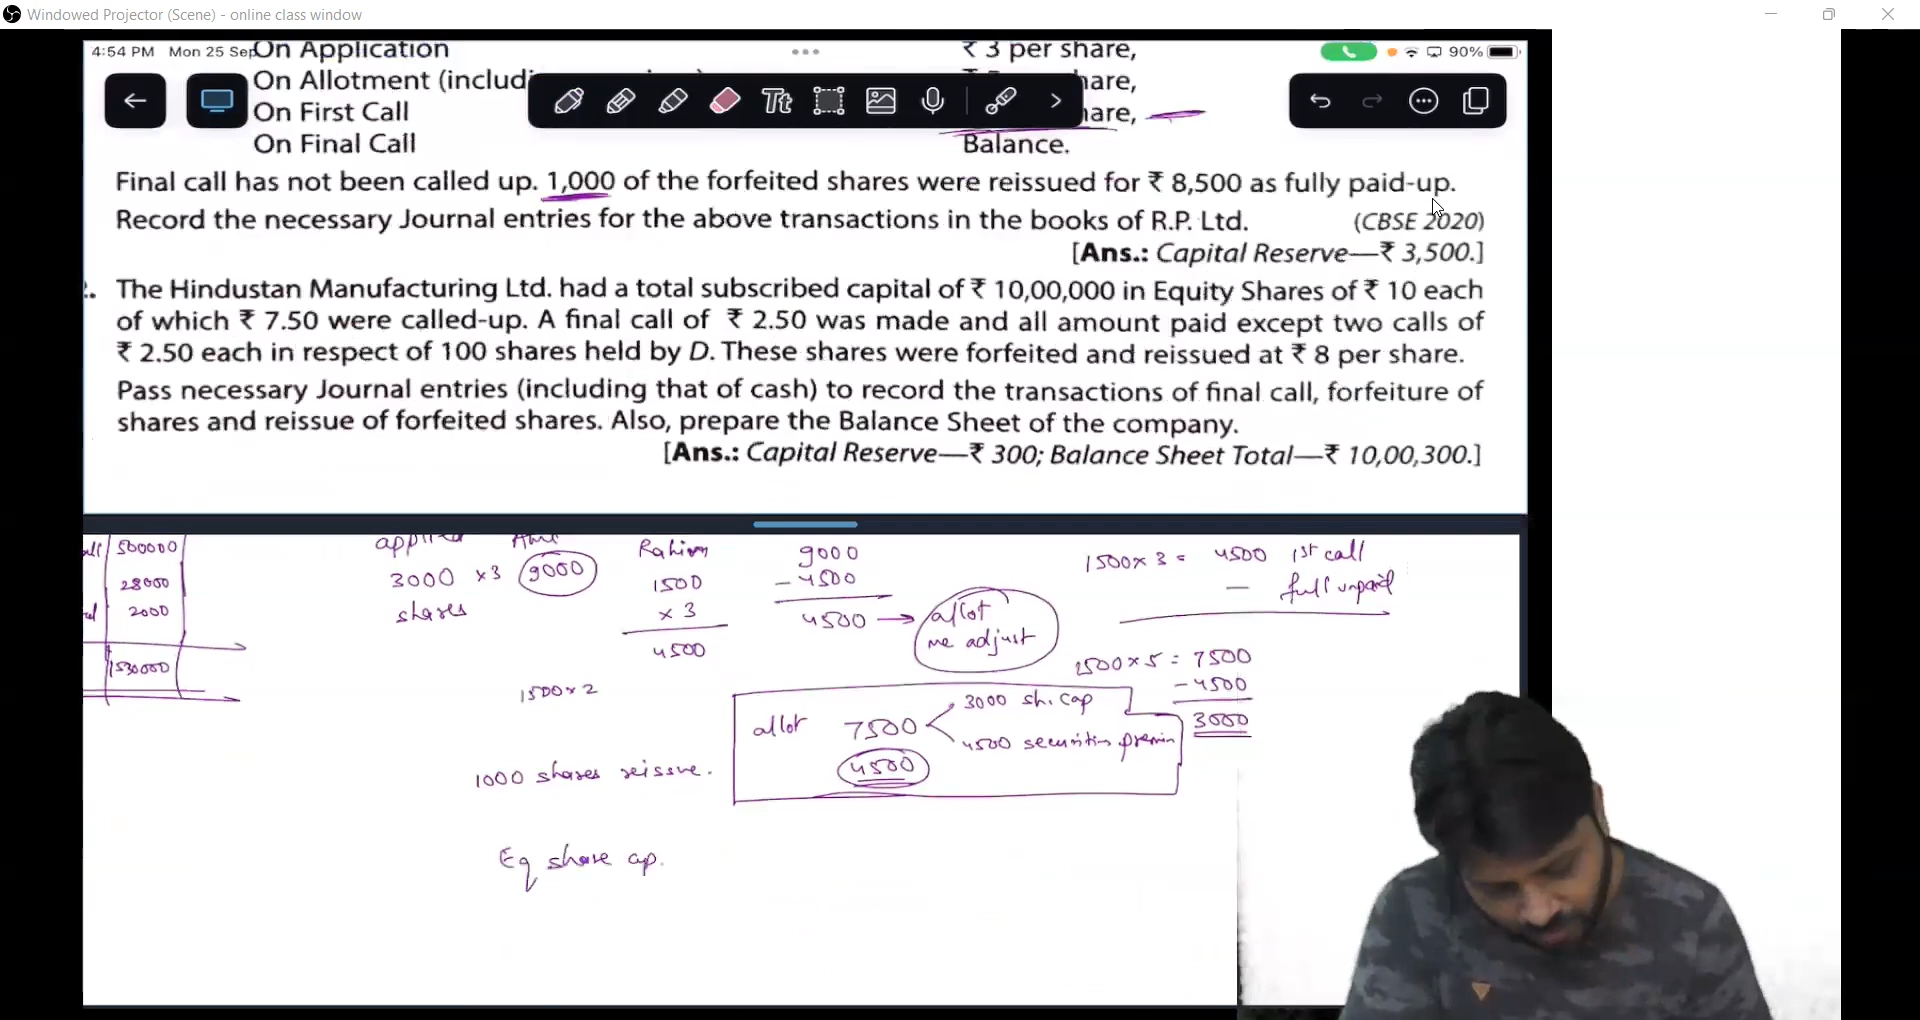 Windowed Projector (Scene) - online class window
4:54 PM Mon 25 Sep
90%
On Application ₹ 3 per share,
On Allotment (includi hare,
On First Call hare,
On Final Call Balance.
Tt
Final call has not been called up. 1,000 of the forfeited shares were reissued for ₹ 8,500 as fully paid-up.
Record the necessary Journal entries for the above transactions in the books of R.P. Ltd. (CBSE 2020)
[Ans.: Capital Reserve—₹ 3,500.]
The Hindustan Manufacturing Ltd. had a total subscribed capital of ₹ 10,00,000 in Equity Shares of ₹ 10 each
of which ₹ 7.50 were called-up. A final call of ₹ 2.50 was made and all amount paid except two calls of
₹ 2.50 each in respect of 100 shares held by D. These shares were forfeited and reissued at ₹ 8 per share.
Pass necessary Journal entries (including that of cash) to record the transactions of final call, forfeiture of
shares and reissue of forfeited shares. Also, prepare the Balance Sheet of the company.
[Ans.: Capital Reserve—₹ 300; Balance Sheet Total—₹ 10,00,300.]
500000
28000
2000
1530000
3000 x3 9000
shares
Rahim
1500
x 3
4500
1500 x 2
9000
- 4500
4500 → allot
me adjust
1500 x 3 = 4500 1st call
— full unpaid
1500 x 5 = 7500
- 4500
3000
allot 7500 3000 sh. cap
4500 securities premin
4500
1000 shares reissue.
Eq share cap.